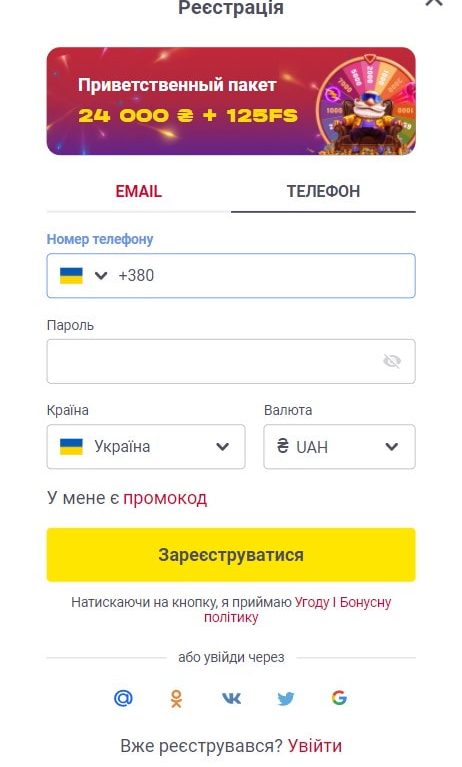 Реєстрація
Приветственный пакет
24 000 ₴ + 125FS
EMAIL
ТЕЛЕФОН
Номер телефону
+380
Пароль
Країна
Валюта
Україна
₴ UAH
У мене є промокод
Зареєструватися
Натискаючи на кнопку, я приймаю Угоду І Бонусну
політику
або увійди через
Вже реєструвався? Увійти